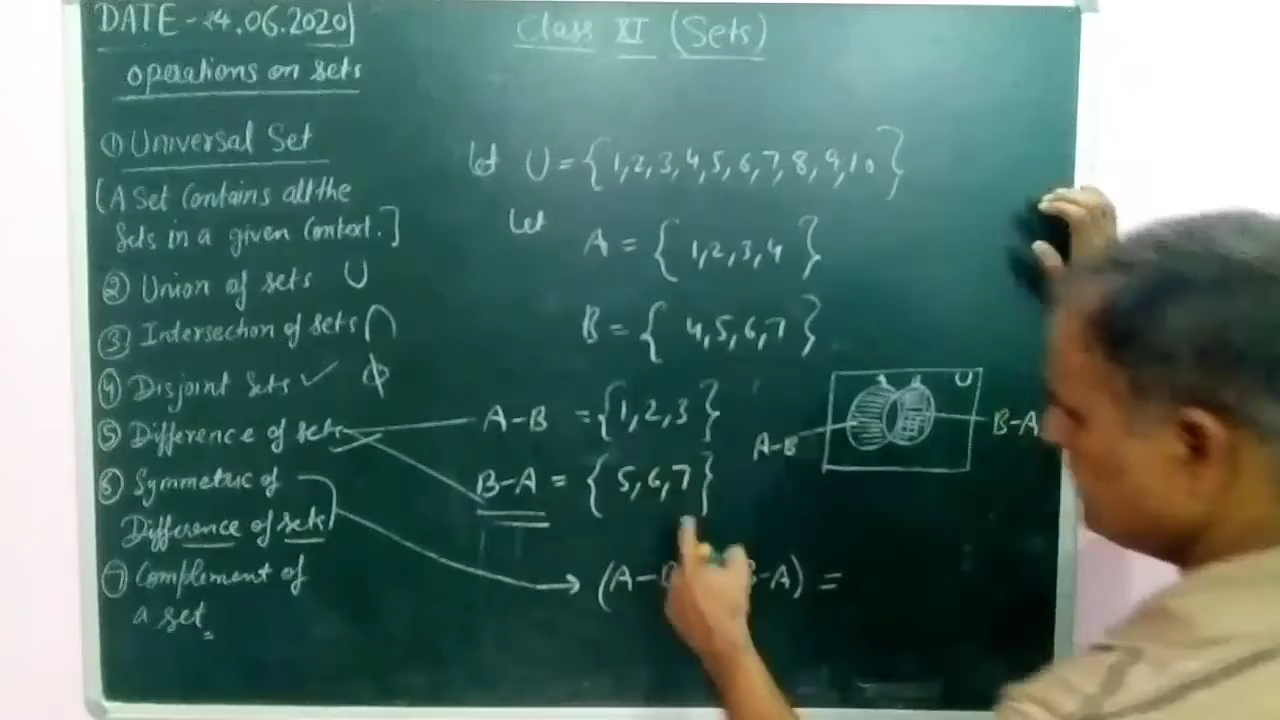 DATE - 24.06.2020
operations on sets
① Universal Set
(A Set Contains all the
Sets in a given Context.]
② Union of sets ∪
③ Intersection of sets ∩
④ Disjoint Sets ✓ ϕ
⑤ Difference of sets
⑥ Symmetric of
Difference of sets
⑦ Complement of
a set
Class XI (Sets)
let U = {1,2,3,4,5,6,7,8,9,10}
let
A = {1,2,3,4}
B = {4,5,6,7}
A-B = {1,2,3}
B-A = {5,6,7}
(A- B-A) =
U
A-B
B-A